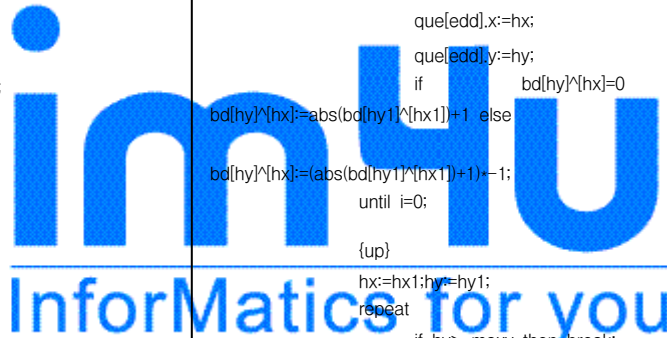 que[edd].x:=hx;
que[edd].y:=hy;
if bd[hy]^[hx]=0
bd[hy]^[hx]:=abs(bd[hy1]^[hx1])+1 else
bd[hy]^[hx]:=(abs(bd[hy1]^[hx1])+1)*-1;
until i=0;
{up}
hx:=hx1;hy:=hy1;
repeat
im4u
InforMatics for you